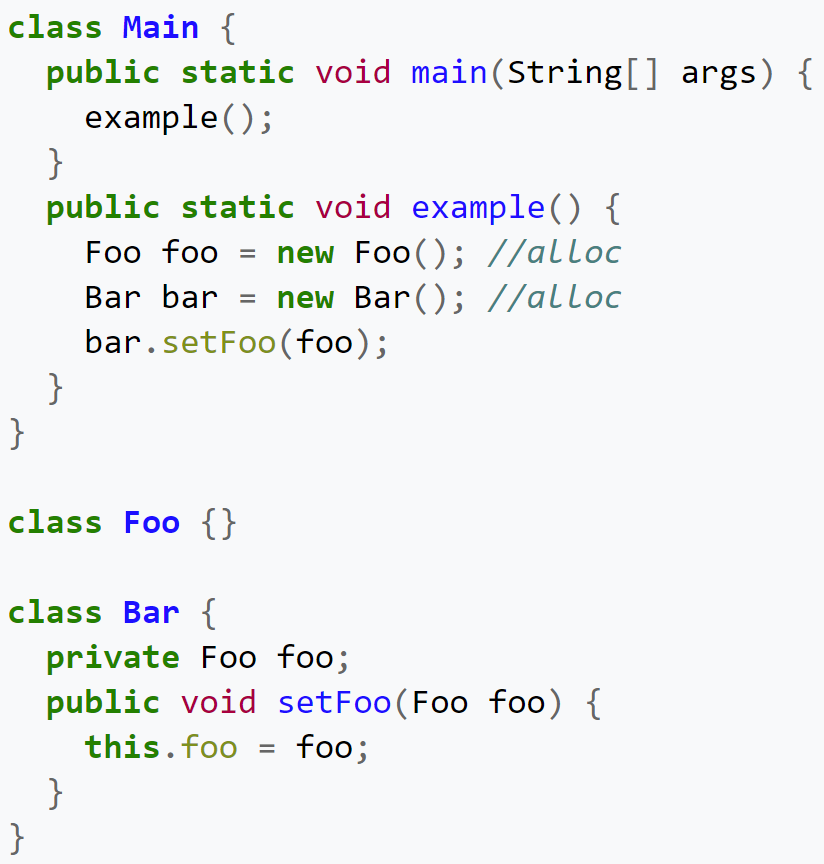 class Main {
  public static void main(String[] args) {
    example();
  }
  public static void example() {
    Foo foo = new Foo(); //alloc
    Bar bar = new Bar(); //alloc
    bar.setFoo(foo);
  }
}

class Foo {}

class Bar {
  private Foo foo;
  public void setFoo(Foo foo) {
    this.foo = foo;
  }
}